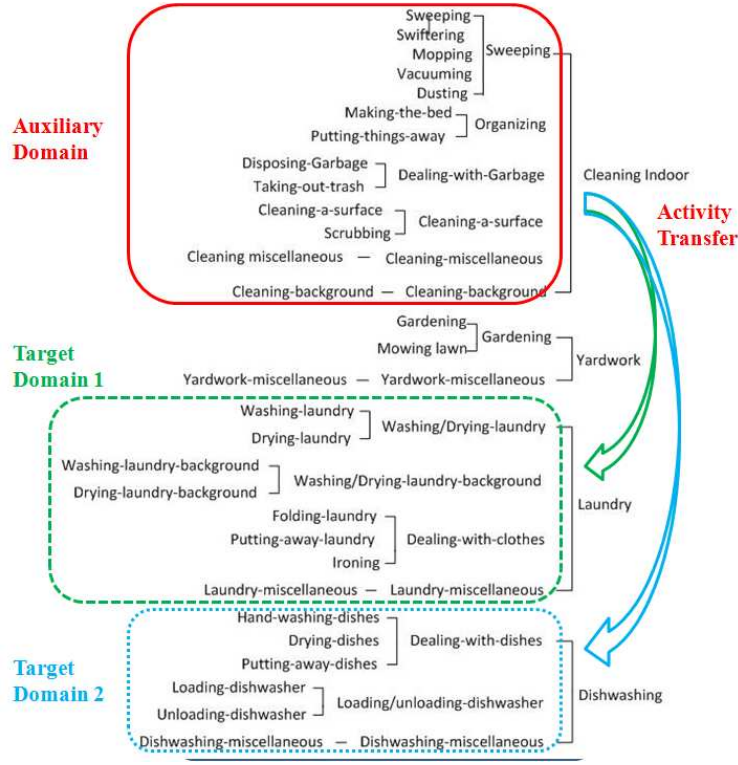 Sweeping
Swiftering
Mopping
Vacuuming
Dusting
Sweeping
Making-the-bed
Putting-things-away
Organizing
Auxiliary
Domain
Disposing-Garbage
Taking-out-trash
Dealing-with-Garbage
Cleaning Indoor
Cleaning-a-surface
Scrubbing
Cleaning-a-surface
Activity
Transfer
Cleaning miscellaneous – Cleaning-miscellaneous
Cleaning-background – Cleaning-background
Gardening
Mowing lawn
Gardening
Target
Domain 1
Yardwork
Yardwork-miscellaneous – Yardwork-miscellaneous
Washing-laundry
Drying-laundry
Washing/Drying-laundry
Washing-laundry-background
Drying-laundry-background
Washing/Drying-laundry-background
Laundry
Folding-laundry
Putting-away-laundry
Ironing
Dealing-with-clothes
Laundry-miscellaneous – Laundry-miscellaneous
Hand-washing-dishes
Drying-dishes
Putting-away-dishes
Dealing-with-dishes
Target
Domain 2
Loading-dishwasher
Unloading-dishwasher
Loading/unloading-dishwasher
Dishwashing
Dishwashing-miscellaneous – Dishwashing-miscellaneous